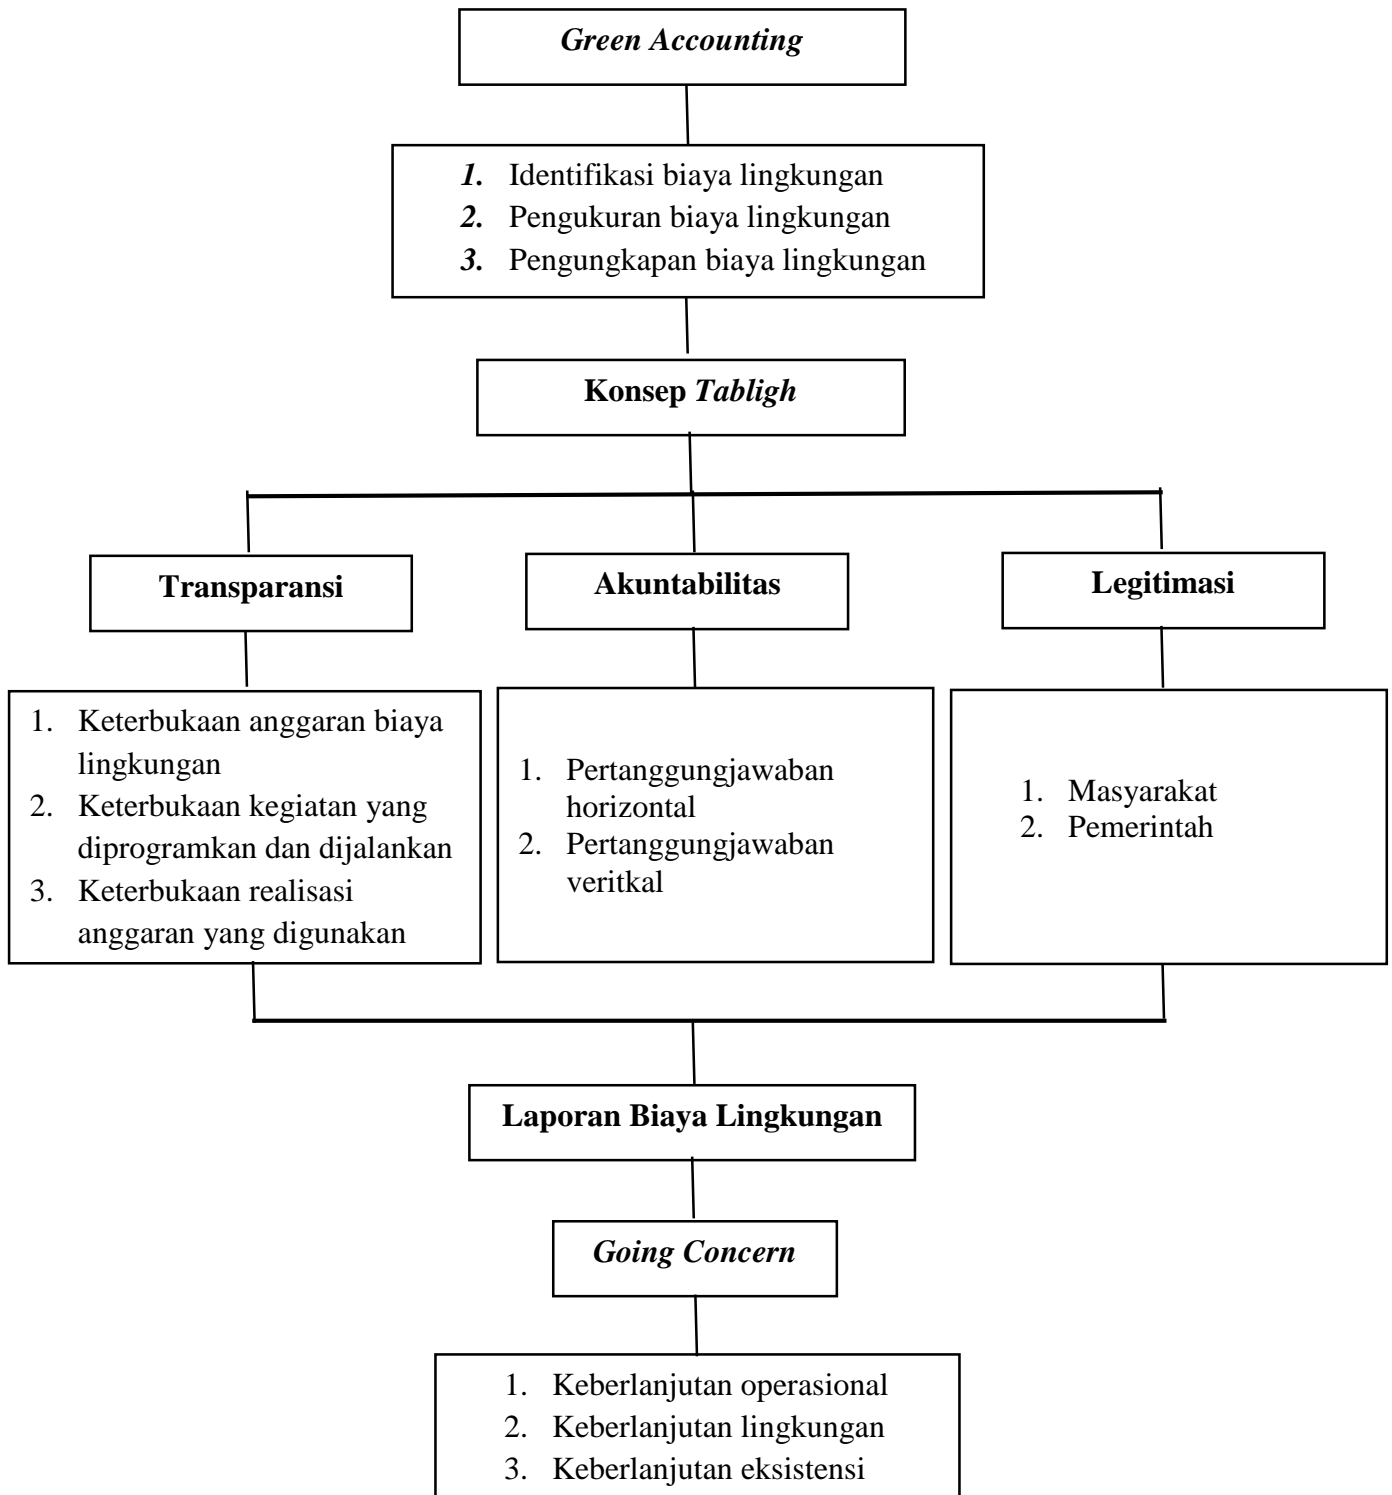 Green Accounting
1. Identifikasi biaya lingkungan
2. Pengukuran biaya lingkungan
3. Pengungkapan biaya lingkungan
Konsep Tabligh
Transparansi
Akuntabilitas
Legitimasi
1. Keterbukaan anggaran biaya
lingkungan
2. Keterbukaan kegiatan yang
diprogramkan dan dijalankan
3. Keterbukaan realisasi
anggaran yang digunakan
1. Pertanggungjawaban
horizontal
2. Pertanggungjawaban
veritkal
1. Masyarakat
2. Pemerintah
Laporan Biaya Lingkungan
Going Concern
1. Keberlanjutan operasional
2. Keberlanjutan lingkungan
3. Keberlanjutan eksistensi